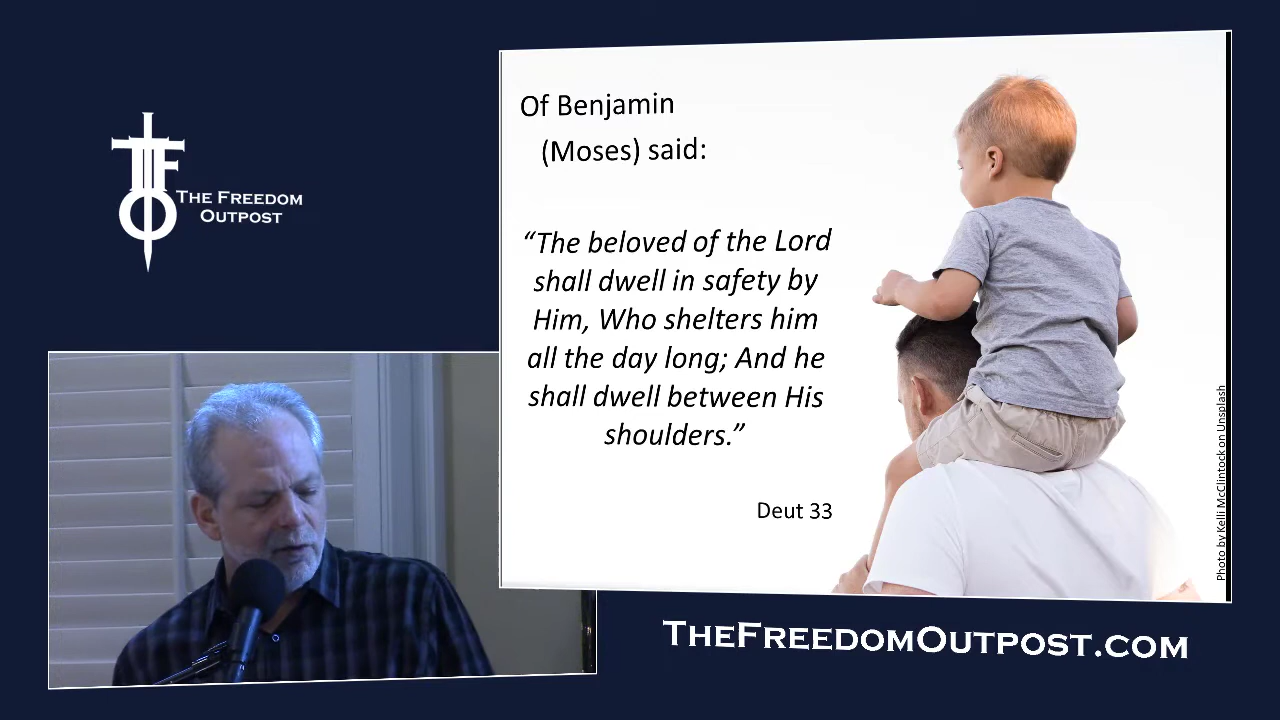 THE FREEDOM
OUTPOST
Of Benjamin
(Moses) said:
“The beloved of the Lord
shall dwell in safety by
Him, Who shelters him
all the day long; And he
shall dwell between His
shoulders.”
Deut 33
Photo by Kelli McClintock on Unsplash
THEFREEDOMOUTPOST.COM